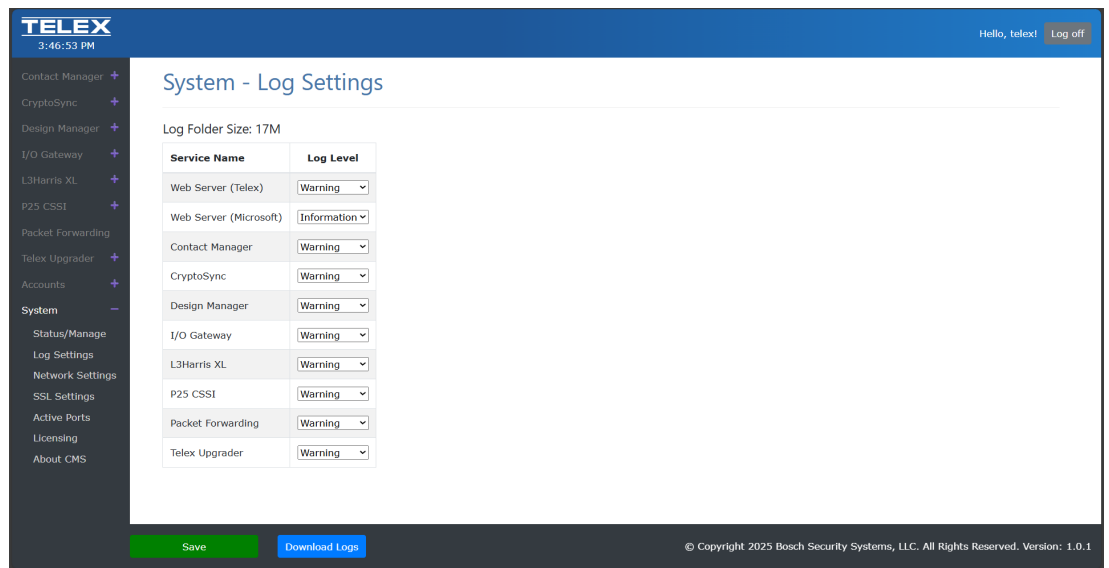 TELEX
3:46:53 PM
Hello, telex!
Log off
Contact Manager +
CryptoSync +
Design Manager +
I/O Gateway +
L3Harris XL +
P25 CSSI +
Packet Forwarding
Telex Upgrader +
Accounts +
System −
Status/Manage
Log Settings
Network Settings
SSL Settings
Active Ports
Licensing
About CMS
System - Log Settings
Log Folder Size: 17M
Service Name Log Level
Web Server (Telex) Warning
Web Server (Microsoft) Information
Contact Manager Warning
CryptoSync Warning
Design Manager Warning
I/O Gateway Warning
L3Harris XL Warning
P25 CSSI Warning
Packet Forwarding Warning
Telex Upgrader Warning
Save
Download Logs
© Copyright 2025 Bosch Security Systems, LLC. All Rights Reserved. Version: 1.0.1